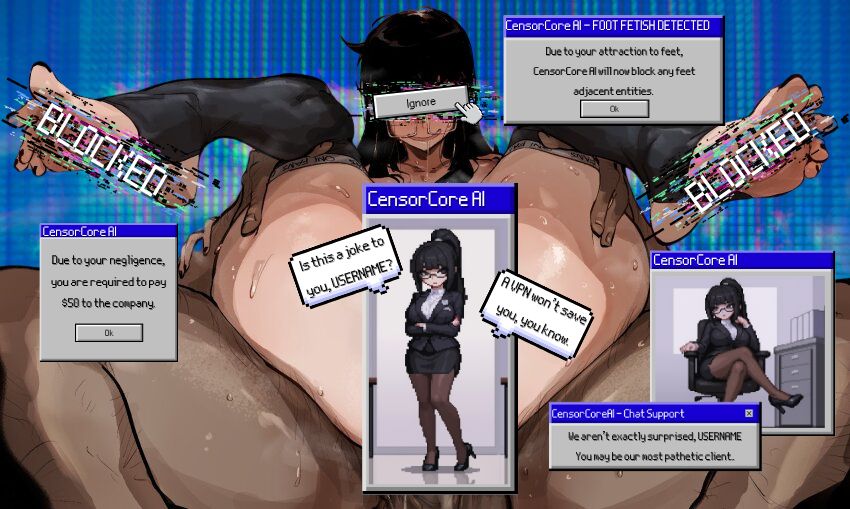 CensorCore AI - FOOT FETISH DETECTED
Due to your attraction to feet,
CensorCore AI will now block any feet
adjacent entities.
Ok
Ignore
BLOCKED
BLOCKED
CensorCore AI
Is this a joke to
you, USERNAME?
A VPN won't save
you, you know.
CensorCore AI
Due to your negligence,
you are required to pay
$50 to the company.
Ok
CensorCore AI
CensorCoreAI - Chat Support
We aren't exactly surprised, USERNAME
You may be our most pathetic client.